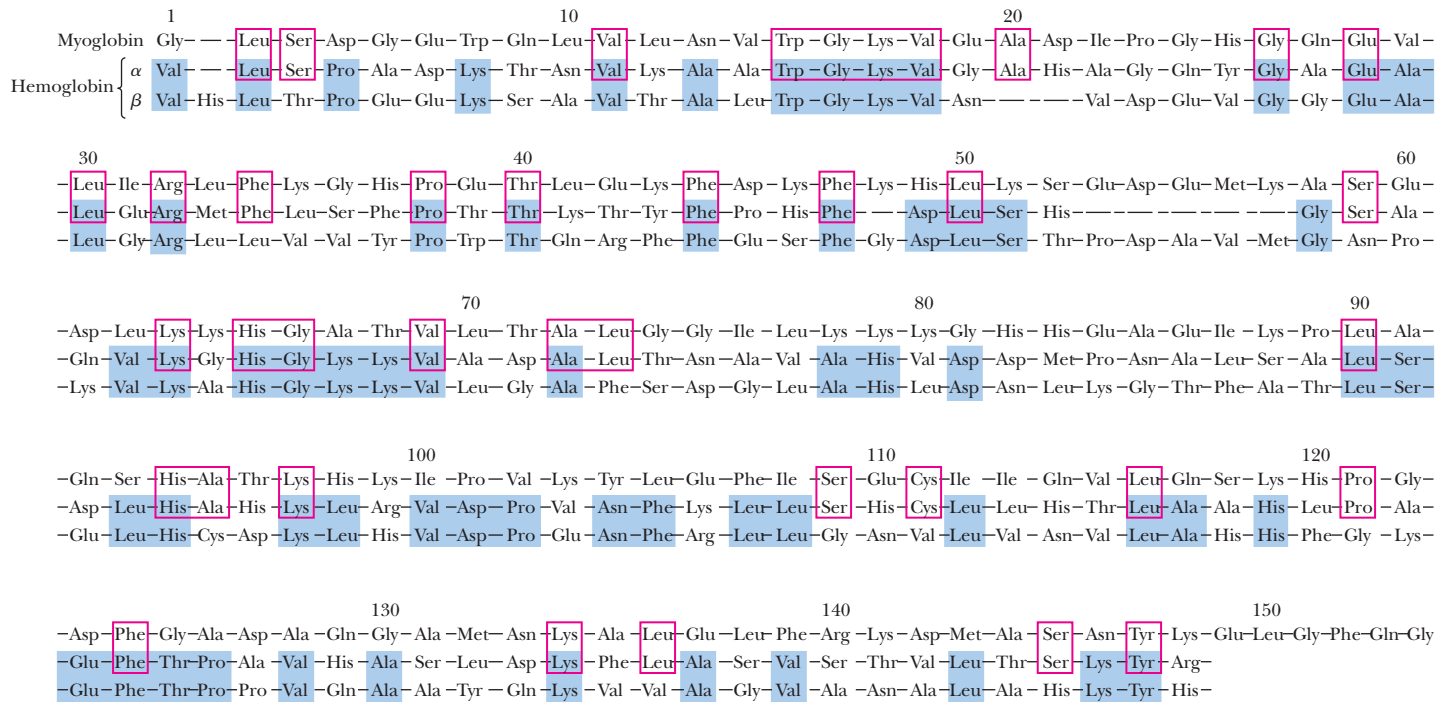 1 10 20
Myoglobin Gly – — – Leu – Ser – Asp – Gly – Glu – Trp – Gln – Leu – Val – Leu – Asn – Val – Trp – Gly – Lys – Val – Glu – Ala – Asp – Ile – Pro – Gly – His – Gly – Gln – Glu – Val –
Hemoglobin { α Val – — – Leu – Ser – Pro – Ala – Asp – Lys – Thr – Asn – Val – Lys – Ala – Ala – Trp – Gly – Lys – Val – Gly – Ala – His – Ala – Gly – Gln – Tyr – Gly – Ala – Glu – Ala –
β Val – His – Leu – Thr – Pro – Glu – Glu – Lys – Ser – Ala – Val – Thr – Ala – Leu – Trp – Gly – Lys – Val – Asn – — – — – Val – Asp – Glu – Val – Gly – Gly – Glu – Ala –
30 40 50 60
– Leu – Ile – Arg – Leu – Phe – Lys – Gly – His – Pro – Glu – Thr – Leu – Glu – Lys – Phe – Asp – Lys – Phe – Lys – His – Leu – Lys – Ser – Glu – Asp – Glu – Met – Lys – Ala – Ser – Glu –
– Leu – Glu – Arg – Met – Phe – Leu – Ser – Phe – Pro – Thr – Thr – Lys – Thr – Tyr – Phe – Pro – His – Phe – — – Asp – Leu – Ser – His – — – — – — – — – — – Gly – Ser – Ala –
– Leu – Gly – Arg – Leu – Leu – Val – Val – Tyr – Pro – Trp – Thr – Gln – Arg – Phe – Phe – Glu – Ser – Phe – Gly – Asp – Leu – Ser – Thr – Pro – Asp – Ala – Val – Met – Gly – Asn – Pro –
70 80 90
– Asp – Leu – Lys – Lys – His – Gly – Ala – Thr – Val – Leu – Thr – Ala – Leu – Gly – Gly – Ile – Leu – Lys – Lys – Gly – His – His – Glu – Ala – Glu – Ile – Lys – Pro – Leu – Ala –
– Gln – Val – Lys – Gly – His – Gly – Lys – Lys – Val – Ala – Asp – Ala – Leu – Thr – Asn – Ala – Val – Ala – His – Val – Asp – Asp – Met – Pro – Asn – Ala – Leu – Ser – Ala – Leu – Ser –
– Lys – Val – Lys – Ala – His – Gly – Lys – Lys – Val – Leu – Gly – Ala – Phe – Ser – Asp – Gly – Leu – Ala – His – Leu – Asp – Asn – Leu – Lys – Gly – Thr – Phe – Ala – Thr – Leu – Ser –
100 110 120
– Gln – Ser – His – Ala – Thr – Lys – His – Lys – Ile – Pro – Val – Lys – Tyr – Leu – Glu – Phe – Ile – Ser – Glu – Cys – Ile – Ile – Gln – Val – Leu – Gln – Ser – Lys – His – Pro – Gly –
– Asp – Leu – His – Ala – His – Lys – Leu – Arg – Val – Asp – Pro – Val – Asn – Phe – Lys – Leu – Leu – Ser – His – Cys – Leu – Leu – His – Thr – Leu – Ala – Ala – His – Leu – Pro – Ala –
– Glu – Leu – His – Cys – Asp – Lys – Leu – His – Val – Asp – Pro – Glu – Asn – Phe – Arg – Leu – Leu – Gly – Asn – Val – Leu – Val – Asn – Val – Leu – Ala – His – His – Phe – Gly – Lys –
130 140 150
– Asp – Phe – Gly – Ala – Asp – Ala – Gln – Gly – Ala – Met – Asn – Lys – Ala – Leu – Glu – Leu – Phe – Arg – Lys – Asp – Met – Ala – Ser – Asn – Tyr – Lys – Glu – Leu – Gly – Phe – Gln – Gly
– Glu – Phe – Thr – Pro – Ala – Val – His – Ala – Ser – Leu – Asp – Lys – Phe – Leu – Ala – Ser – Val – Ser – Thr – Val – Leu – Thr – Ser – Lys – Tyr – Arg –
– Glu – Phe – Thr – Pro – Pro – Val – Gln – Ala – Ala – Tyr – Gln – Lys – Val – Val – Ala – Gly – Val – Ala – Asn – Ala – Leu – Ala – His – Lys – Tyr – His –